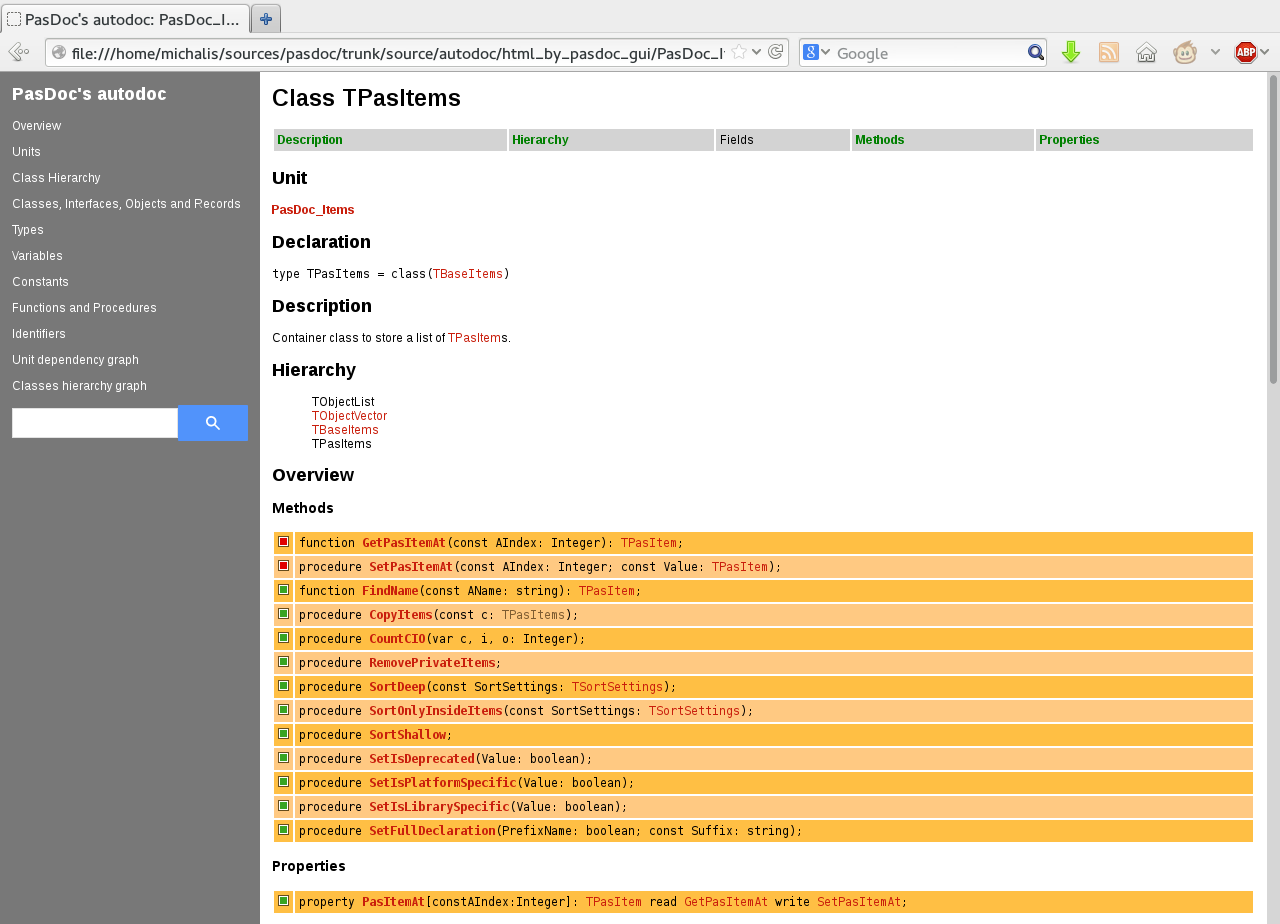 PasDoc's autodoc: PasDoc_I...
file:///home/michalis/sources/pasdoc/trunk/source/autodoc/html_by_pasdoc_gui/PasDoc_I
8
Google
ABP
PasDoc's autodoc
Overview
Units
Class Hierarchy
Classes, Interfaces, Objects and Records
Types
Variables
Constants
Functions and Procedures
Identifiers
Unit dependency graph
Classes hierarchy graph
Class TPasItems
Description Hierarchy Fields Methods Properties
Unit
PasDoc_Items
Declaration
type TPasItems = class(TBaseItems)
Description
Container class to store a list of TPasItems.
Hierarchy
TObjectList
TObjectVector
TBaseItems
TPasItems
Overview
Methods
function GetPasItemAt(const AIndex: Integer): TPasItem;
procedure SetPasItemAt(const AIndex: Integer; const Value: TPasItem);
function FindName(const AName: string): TPasItem;
procedure CopyItems(const c: TPasItems);
procedure CountCIO(var c, i, o: Integer);
procedure RemovePrivateItems;
procedure SortDeep(const SortSettings: TSortSettings);
procedure SortOnlyInsideItems(const SortSettings: TSortSettings);
procedure SortShallow;
procedure SetIsDeprecated(Value: boolean);
procedure SetIsPlatformSpecific(Value: boolean);
procedure SetIsLibrarySpecific(Value: boolean);
procedure SetFullDeclaration(PrefixName: boolean; const Suffix: string);
Properties
property PasItemAt[constAIndex:Integer]: TPasItem read GetPasItemAt write SetPasItemAt;